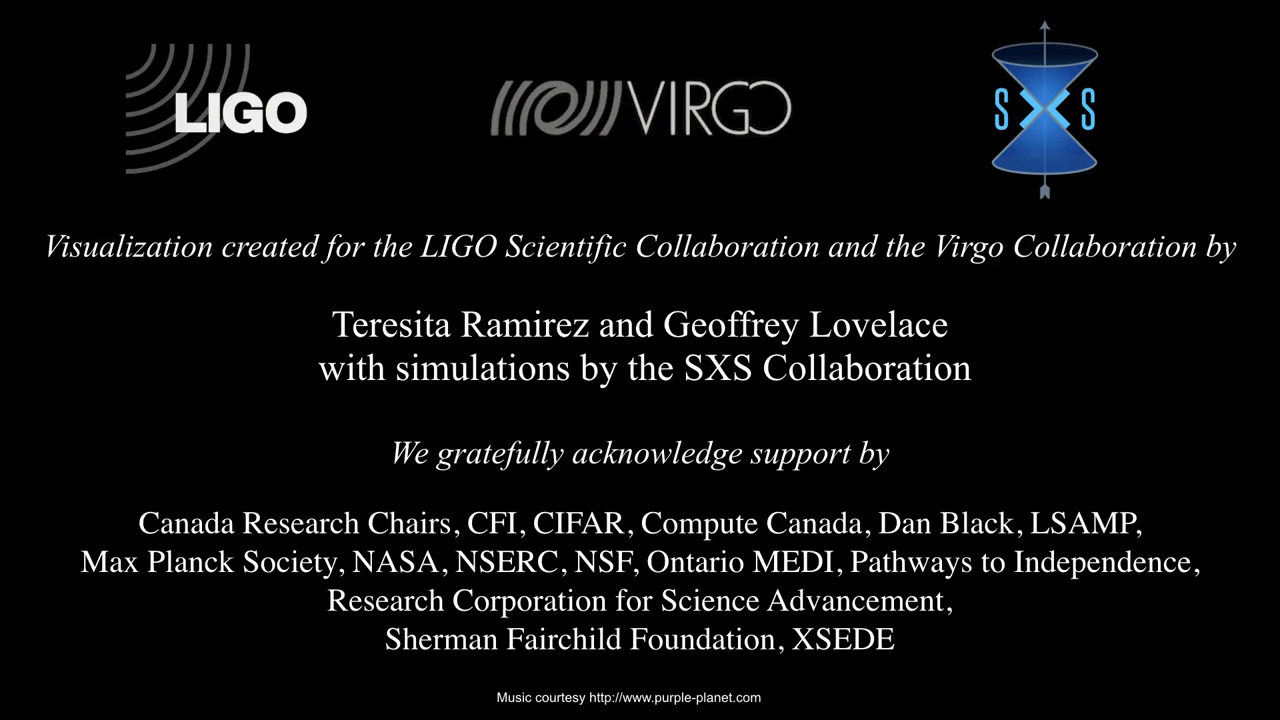 LIGO
VIRGO
SXS
Visualization created for the LIGO Scientific Collaboration and the Virgo Collaboration by
Teresita Ramirez and Geoffrey Lovelace
with simulations by the SXS Collaboration
We gratefully acknowledge support by
Canada Research Chairs, CFI, CIFAR, Compute Canada, Dan Black, LSAMP,
Max Planck Society, NASA, NSERC, NSF, Ontario MEDI, Pathways to Independence,
Research Corporation for Science Advancement,
Sherman Fairchild Foundation, XSEDE
Music courtesy http://www.purple-planet.com